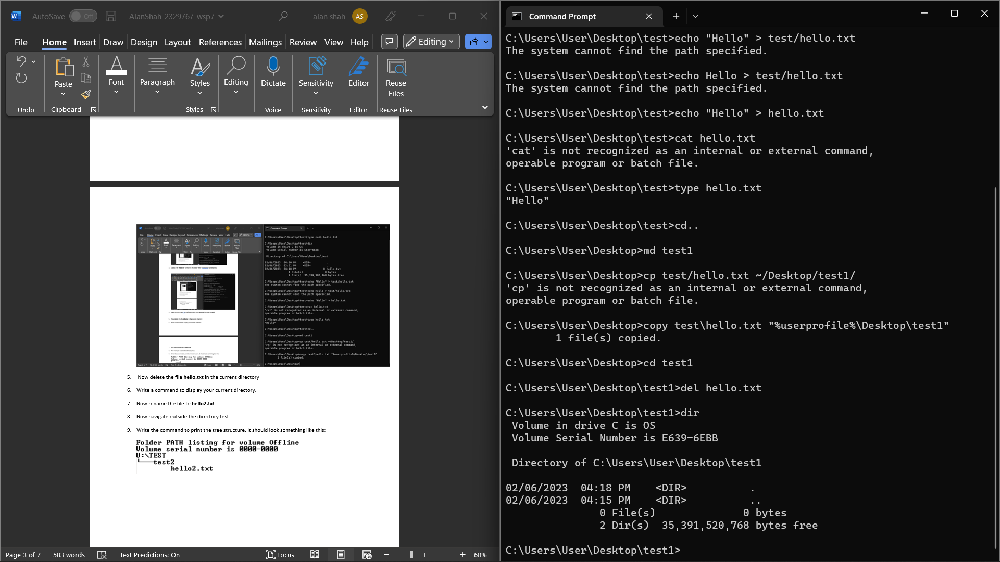 AutoSave Off AlanShah_2329767_wsp7 alan shah AS
File Home Insert Draw Design Layout References Mailings Review View Help Editing
Paste Font Paragraph Styles Editing Dictate Sensitivity Editor Reuse Files
Undo Clipboard Styles Voice Sensitivity Editor Reuse Files
5. Now delete the file hello.txt in the current directory
6. Write a command to display your current directory.
7. Now rename the file to hello2.txt
8. Now navigate outside the directory test.
9. Write the command to print the tree structure. It should look something like this:
Folder PATH listing for volume Offline
Volume serial number is 0000-0000
U:\TEST
└───test2
hello2.txt
Page 3 of 7 583 words Text Predictions: On Focus 60%
Command Prompt
C:\Users\User\Desktop\test>echo "Hello" > test/hello.txt
The system cannot find the path specified.
C:\Users\User\Desktop\test>echo Hello > test/hello.txt
The system cannot find the path specified.
C:\Users\User\Desktop\test>echo "Hello" > hello.txt
C:\Users\User\Desktop\test>cat hello.txt
'cat' is not recognized as an internal or external command,
operable program or batch file.
C:\Users\User\Desktop\test>type hello.txt
"Hello"
C:\Users\User\Desktop\test>cd..
C:\Users\User\Desktop>md test1
C:\Users\User\Desktop>cp test/hello.txt ~/Desktop/test1/
'cp' is not recognized as an internal or external command,
operable program or batch file.
C:\Users\User\Desktop>copy test\hello.txt "%userprofile%\Desktop\test1"
1 file(s) copied.
C:\Users\User\Desktop>cd test1
C:\Users\User\Desktop\test1>del hello.txt
C:\Users\User\Desktop\test1>dir
Volume in drive C is OS
Volume Serial Number is E639-6EBB
Directory of C:\Users\User\Desktop\test1
02/06/2023 04:18 PM <DIR> .
02/06/2023 04:15 PM <DIR> ..
0 File(s) 0 bytes
2 Dir(s) 35,391,520,768 bytes free
C:\Users\User\Desktop\test1>